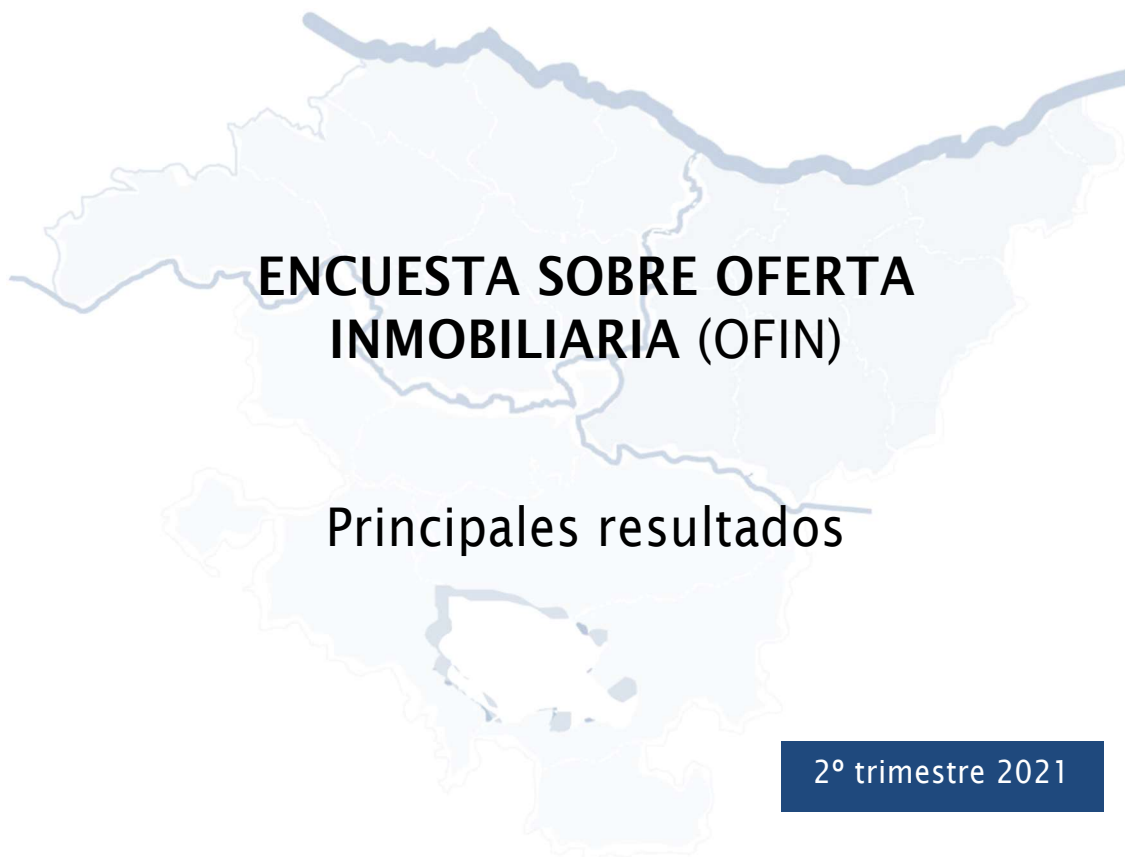 ENCUESTA SOBRE OFERTA
INMOBILIARIA (OFIN)
Principales resultados
2º trimestre 2021